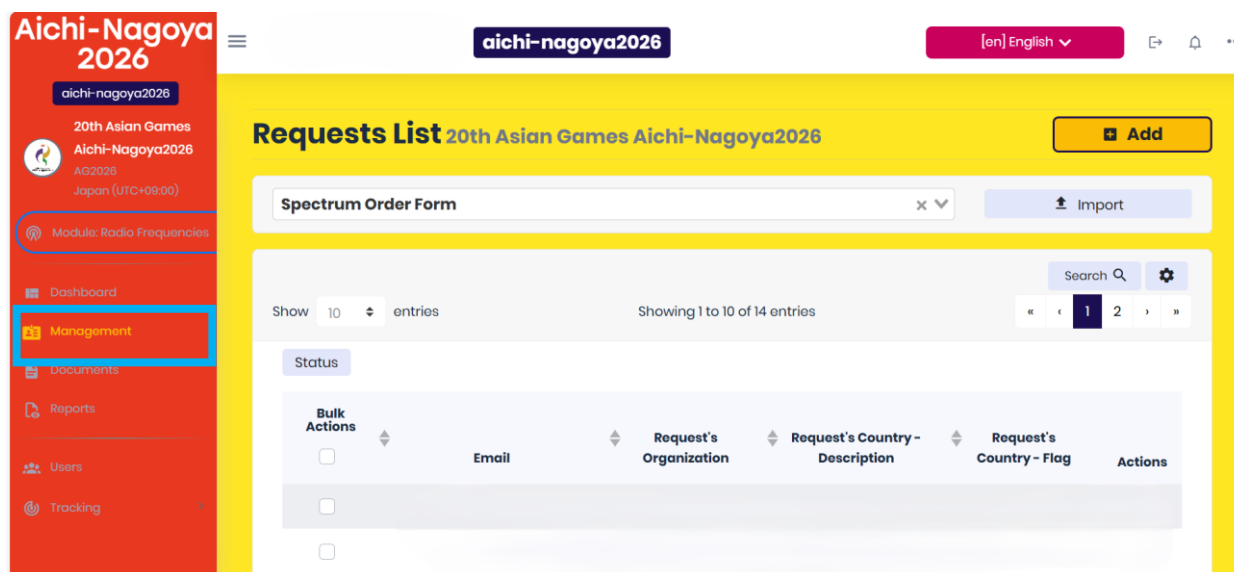 Aichi-Nagoya
2026
aichi-nagoya2026
20th Asian Games
Aichi-Nagoya2026
AG2026
Japan (UTC+09:00)
Module: Radio Frequencies
Dashboard
Management
Documents
Reports
Users
Tracking
aichi-nagoya2026
[en] English
Requests List 20th Asian Games Aichi-Nagoya2026
Add
Spectrum Order Form
Import
Search
Show 10 entries
Showing 1 to 10 of 14 entries
« ‹ 1 2 › »
Status
Bulk
Actions
Email
Request's
Organization
Request's Country -
Description
Request's
Country - Flag
Actions